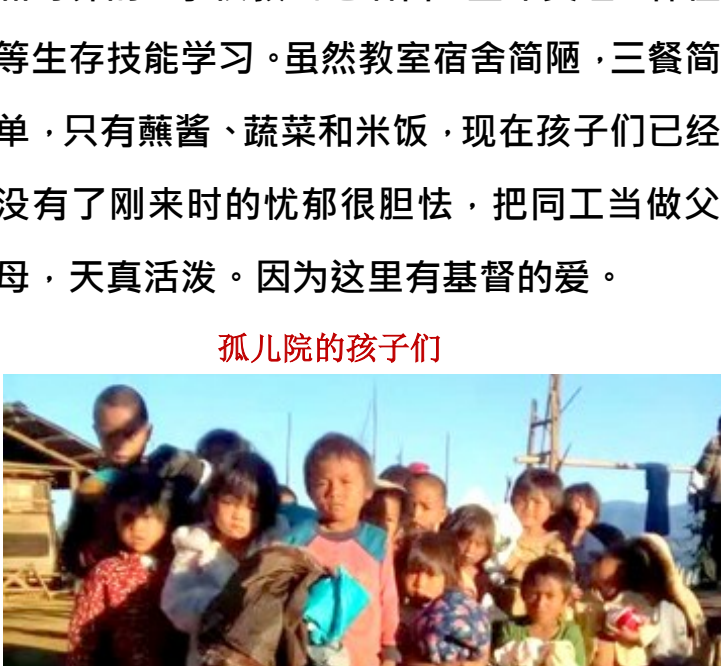 等生存技能学习。虽然教室宿舍简陋，三餐简
单，只有蘸酱、蔬菜和米饭，现在孩子们已经
没有了刚来时的忧郁很胆怯，把同工当做父
母，天真活泼。因为这里有基督的爱。
孤儿院的孩子们